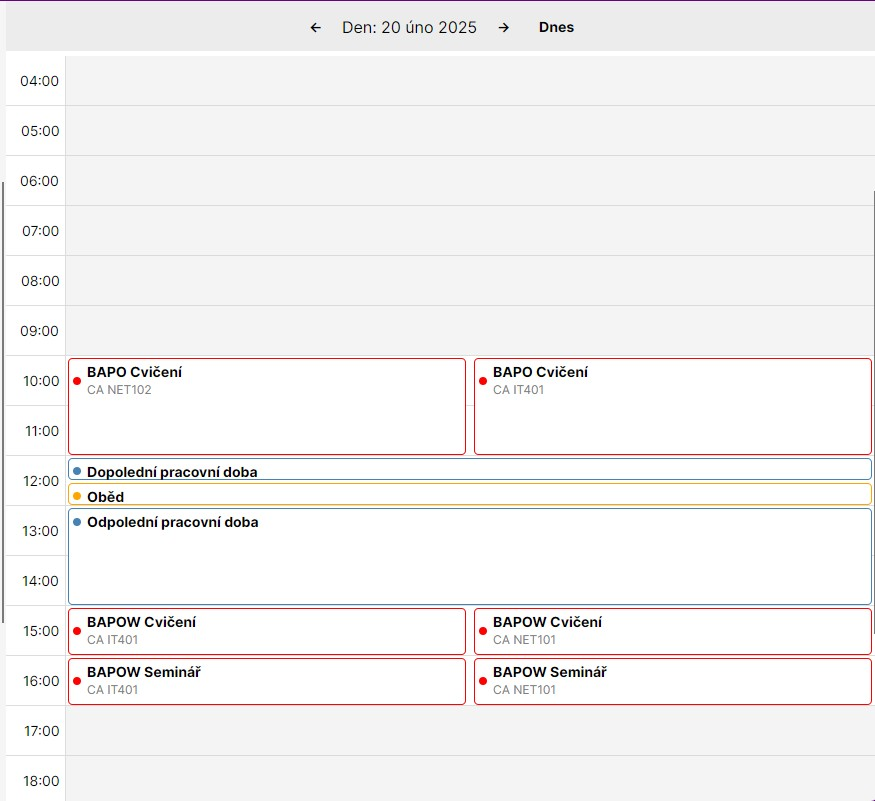 ← Den: 20 úno 2025 → Dnes
04:00
05:00
06:00
07:00
08:00
09:00
10:00
BAPO Cvičení
CA NET102
BAPO Cvičení
CA IT401
11:00
Dopolední pracovní doba
12:00
Oběd
Odpolední pracovní doba
13:00
14:00
15:00
BAPOW Cvičení
CA IT401
BAPOW Cvičení
CA NET101
16:00
BAPOW Seminář
CA IT401
BAPOW Seminář
CA NET101
17:00
18:00